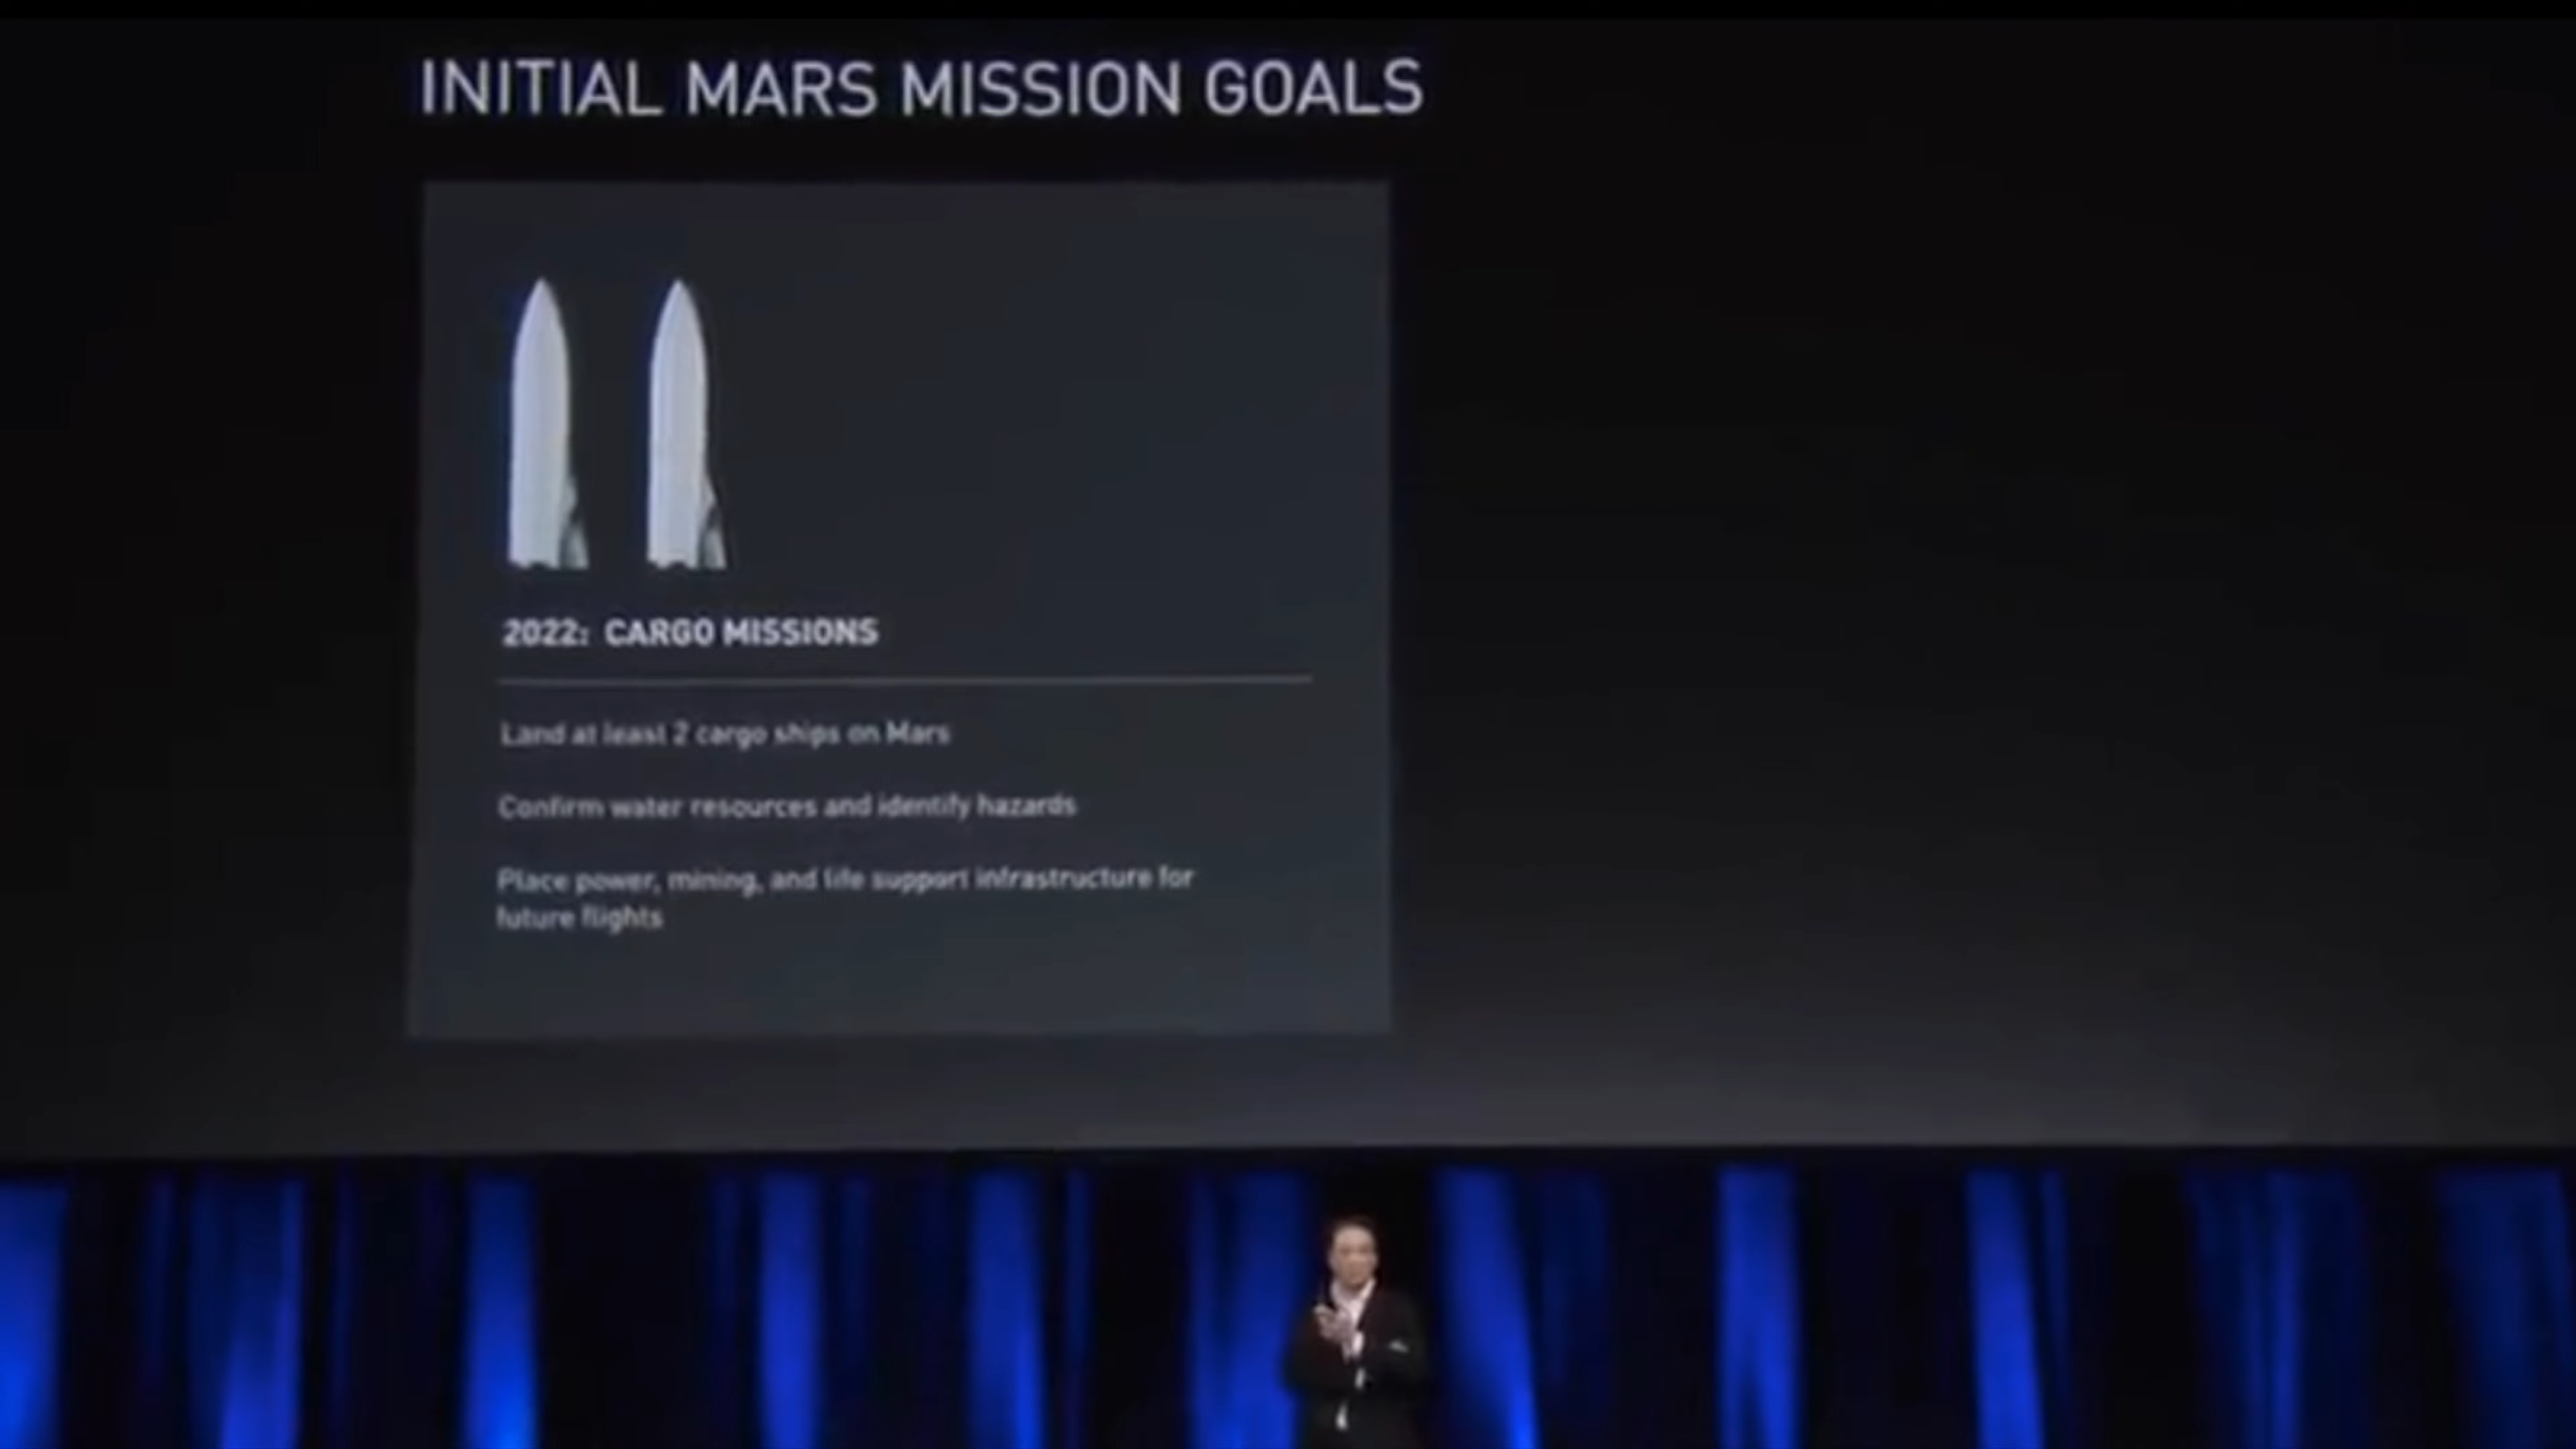 INITIAL MARS MISSION GOALS
2022: CARGO MISSIONS
Land at least 2 cargo ships on Mars
Confirm water resources and identify hazards
Place power, mining, and life support infrastructure for
future flights